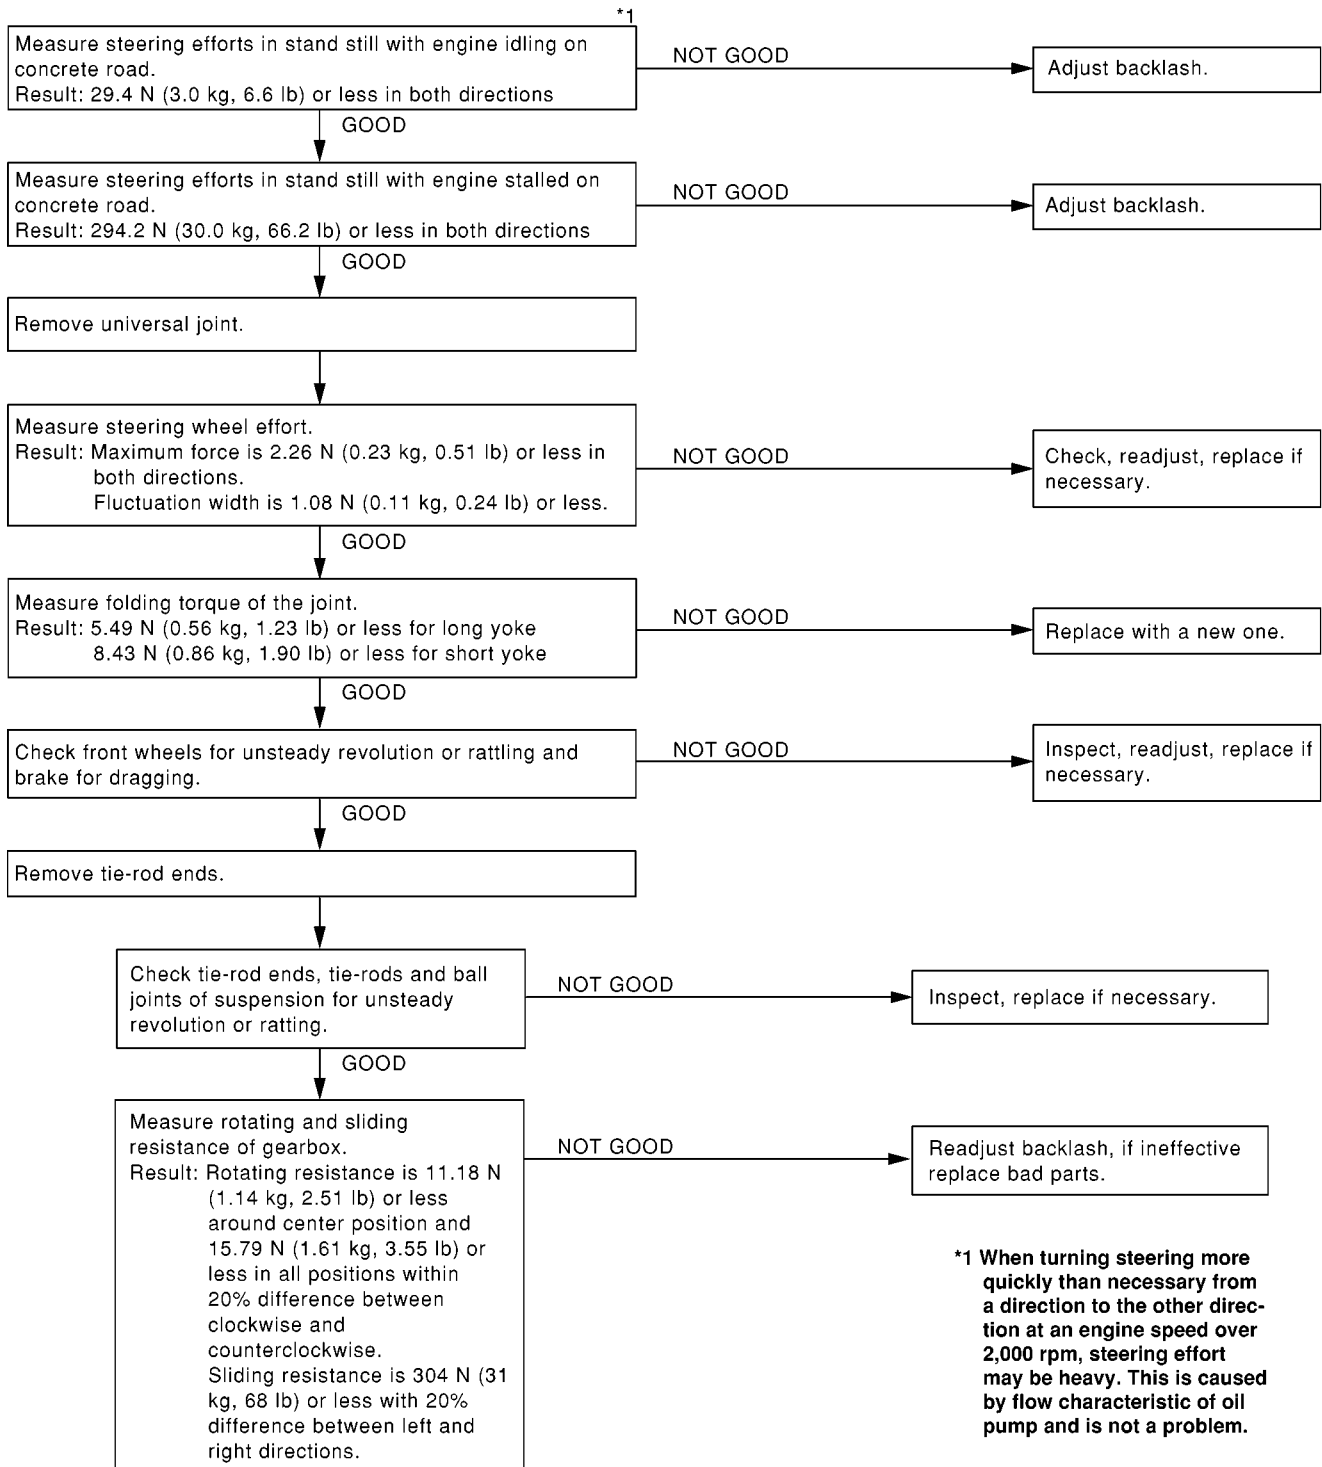 *1
Measure steering efforts in stand still with engine idling on
concrete road.
Result: 29.4 N (3.0 kg, 6.6 lb) or less in both directions
NOT GOOD
Adjust backlash.
GOOD
Measure steering efforts in stand still with engine stalled on
concrete road.
Result: 294.2 N (30.0 kg, 66.2 lb) or less in both directions
NOT GOOD
Adjust backlash.
GOOD
Remove universal joint.
Measure steering wheel effort.
Result: Maximum force is 2.26 N (0.23 kg, 0.51 lb) or less in
both directions.
Fluctuation width is 1.08 N (0.11 kg, 0.24 lb) or less.
NOT GOOD
Check, readjust, replace if
necessary.
GOOD
Measure folding torque of the joint.
Result: 5.49 N (0.56 kg, 1.23 lb) or less for long yoke
8.43 N (0.86 kg, 1.90 lb) or less for short yoke
NOT GOOD
Replace with a new one.
GOOD
Check front wheels for unsteady revolution or rattling and
brake for dragging.
NOT GOOD
Inspect, readjust, replace if
necessary.
GOOD
Remove tie-rod ends.
Check tie-rod ends, tie-rods and ball
joints of suspension for unsteady
revolution or ratting.
NOT GOOD
Inspect, replace if necessary.
GOOD
Measure rotating and sliding
resistance of gearbox.
Result: Rotating resistance is 11.18 N
(1.14 kg, 2.51 lb) or less
around center position and
15.79 N (1.61 kg, 3.55 lb) or
less in all positions within
20% difference between
clockwise and
counterclockwise.
Sliding resistance is 304 N (31
kg, 68 lb) or less with 20%
difference between left and
right directions.
NOT GOOD
Readjust backlash, if ineffective
replace bad parts.
*1 When turning steering more
quickly than necessary from
a direction to the other direc-
tion at an engine speed over
2,000 rpm, steering effort
may be heavy. This is caused
by flow characteristic of oil
pump and is not a problem.